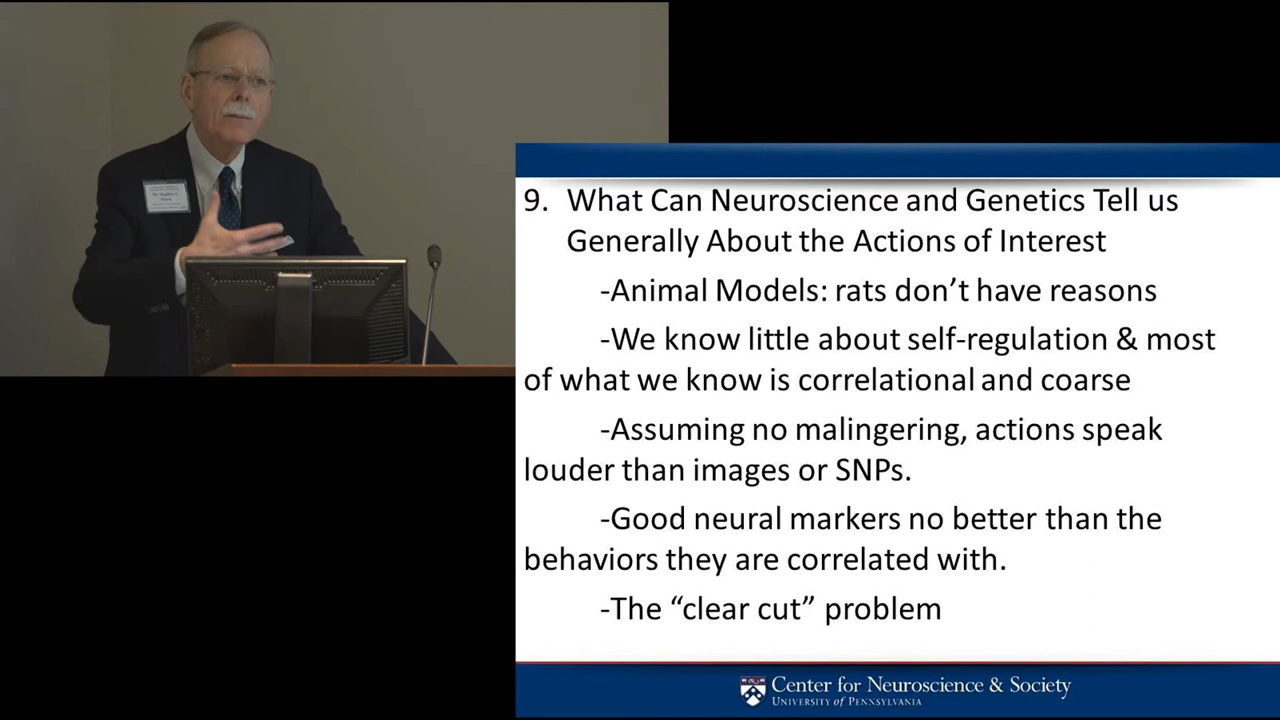 9. What Can Neuroscience and Genetics Tell us
Generally About the Actions of Interest
-Animal Models: rats don’t have reasons
-We know little about self-regulation & most
of what we know is correlational and coarse
-Assuming no malingering, actions speak
louder than images or SNPs.
-Good neural markers no better than the
behaviors they are correlated with.
-The “clear cut” problem
Center for Neuroscience & Society
UNIVERSITY of PENNSYLVANIA